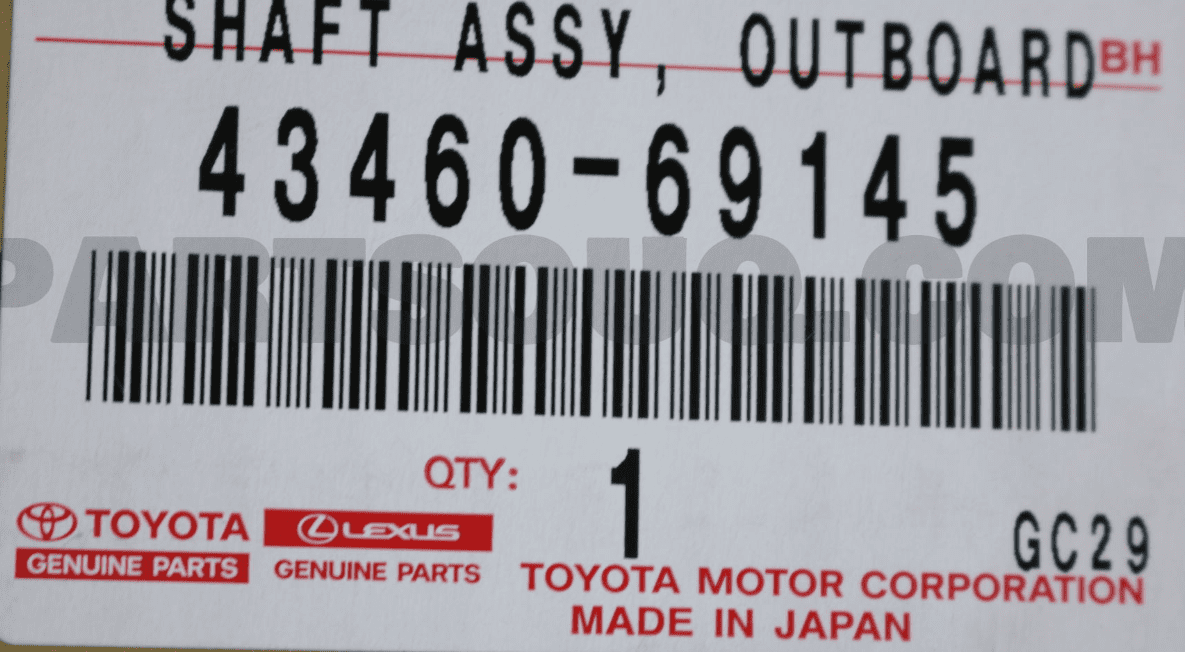 SHAFT ASSY, OUTBOARD BH
43460-69145
PARTSOUQ.COM
QTY: 1
GC29
TOYOTA LEXUS
GENUINE PARTS GENUINE PARTS
TOYOTA MOTOR CORPORATION
MADE IN JAPAN